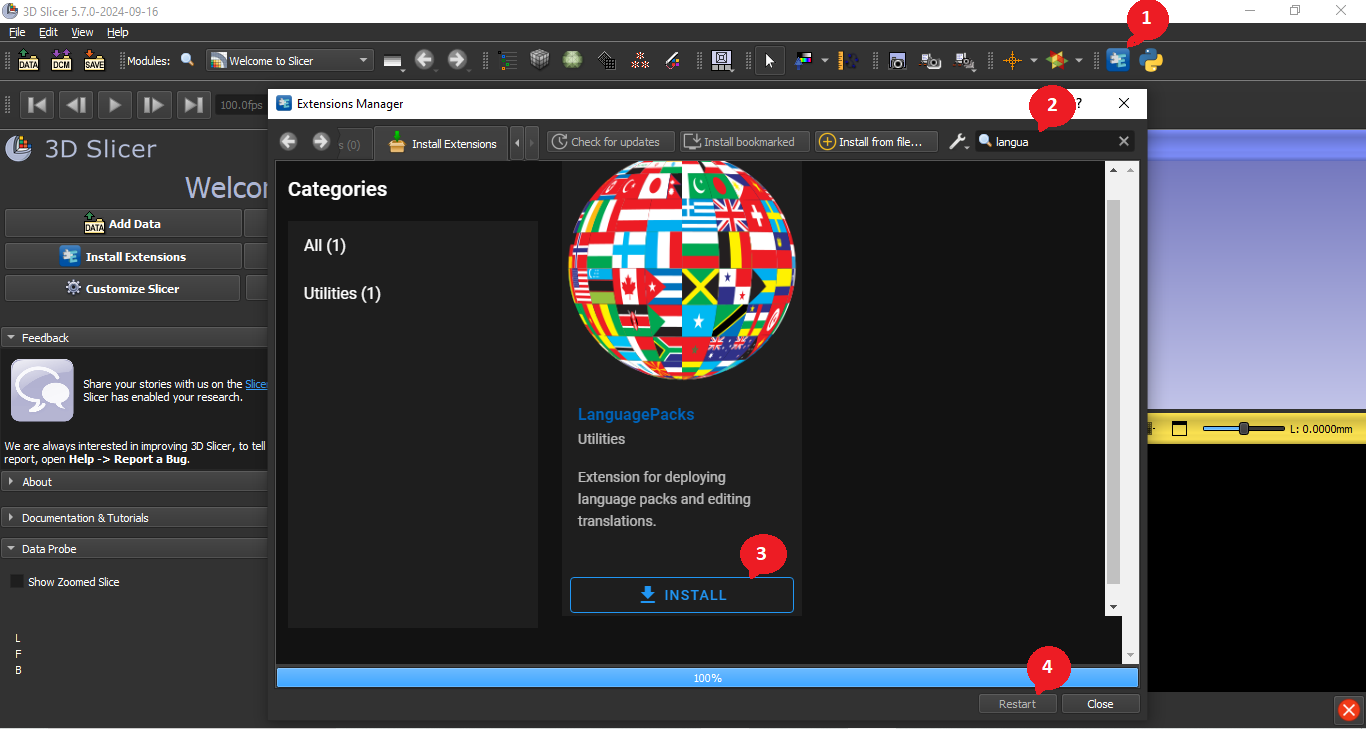 3D Slicer 5.7.0-2024-09-16
1
File Edit View Help
DATA DCM SAVE Modules: Welcome to Slicer
100.0fps
Extensions Manager ?
2
s (0) Install Extensions Check for updates Install bookmarked Install from file... langua
3D Slicer
Welco
Add Data
Install Extensions
Customize Slicer
Feedback
Share your stories with us on the Slicer
Slicer has enabled your research.
We are always interested in improving 3D Slicer, to tell
report, open Help -> Report a Bug.
About
Documentation & Tutorials
Data Probe
Show Zoomed Slice
L
F
B
Categories
All (1)
Utilities (1)
LanguagePacks
Utilities
Extension for deploying
language packs and editing
translations.
3
INSTALL
L: 0.0000mm
4
100%
Restart Close